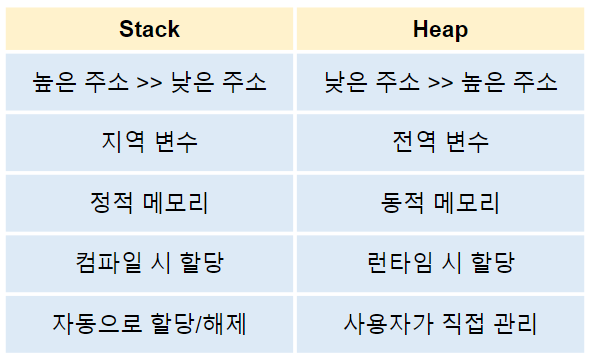 Stack Heap
높은 주소 >> 낮은 주소 낮은 주소 >> 높은 주소
지역 변수 전역 변수
정적 메모리 동적 메모리
컴파일 시 할당 런타임 시 할당
자동으로 할당/해제 사용자가 직접 관리